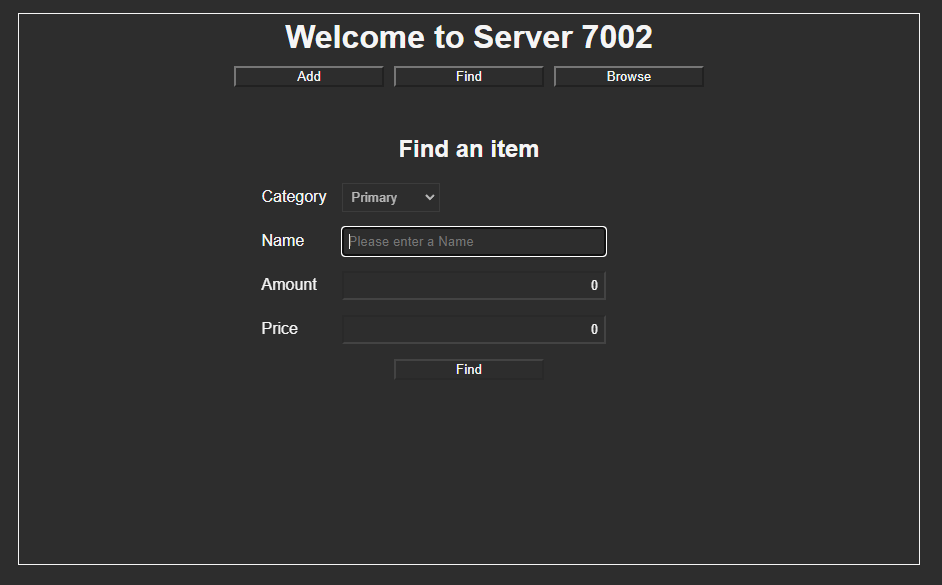 Welcome to Server 7002
Add Find Browse
Find an item
Category Primary
Name Please enter a Name
Amount 0
Price 0
Find